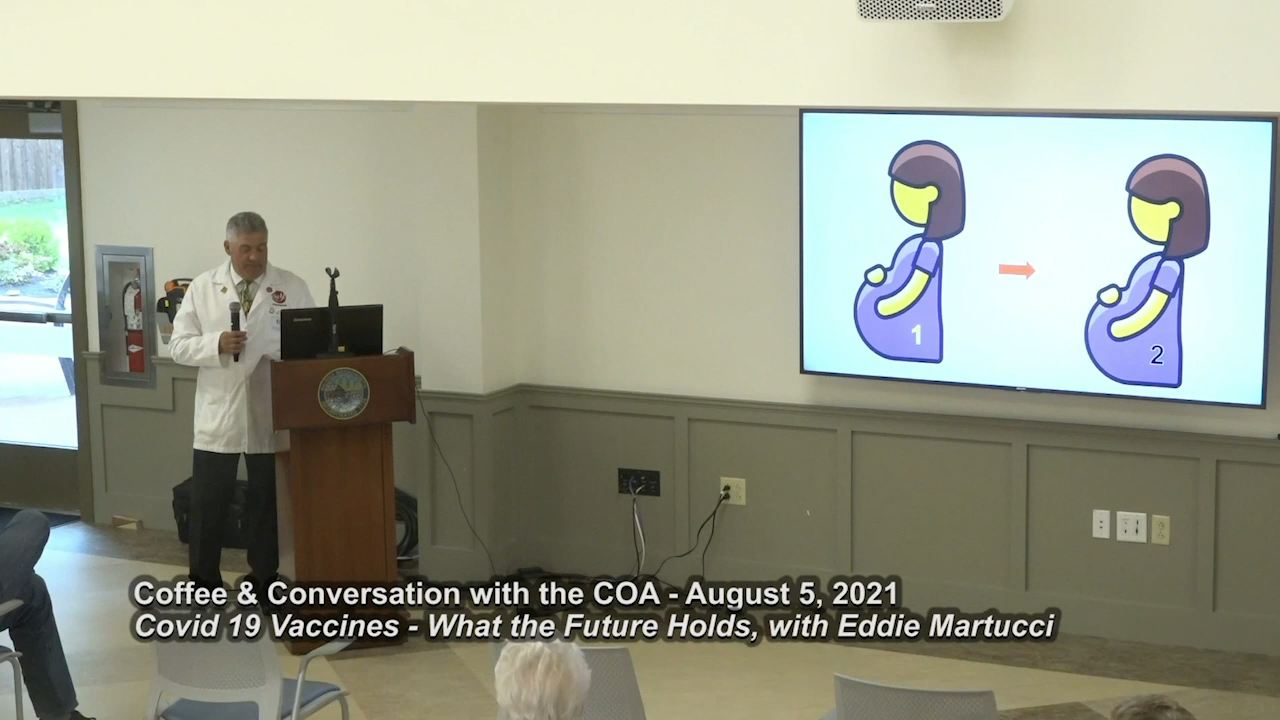 1
2
Coffee & Conversation with the COA - August 5, 2021
Covid 19 Vaccines - What the Future Holds, with Eddie Martucci